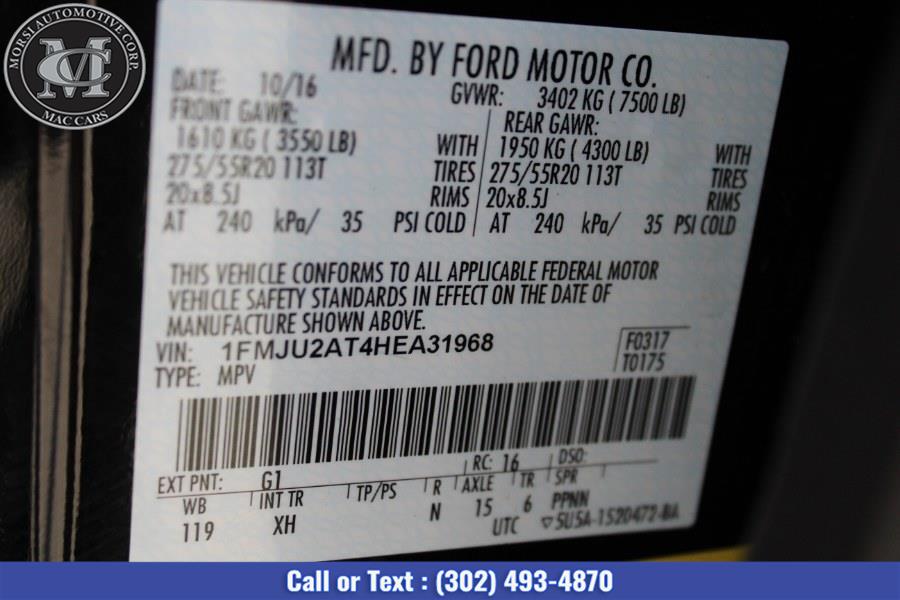 MORSI AUTOMOTIVE CORP.
MC
MAC CARS
MFD. BY FORD MOTOR CO.
DATE: 10/16
GVWR: 3402 KG ( 7500 LB)
FRONT GAWR:
REAR GAWR:
1610 KG ( 3550 LB) WITH
1950 KG ( 4300 LB) WITH
275/55R20 113T TIRES
275/55R20 113T TIRES
20x8.5J RIMS
20x8.5J RIMS
AT 240 kPa/ 35 PSI COLD
AT 240 kPa/ 35 PSI COLD
THIS VEHICLE CONFORMS TO ALL APPLICABLE FEDERAL MOTOR
VEHICLE SAFETY STANDARDS IN EFFECT ON THE DATE OF
MANUFACTURE SHOWN ABOVE.
VIN: 1FMJU2AT4HEA31968
F0317
TYPE: MPV
T0175
EXT PNT: G1 RC: 16 DSO:
WB INT TR TP/PS R AXLE TR SPR
119 XH N 15 6 PPNN
UTC ▽5U5A-1520472-BA
Call or Text : (302) 493-4870